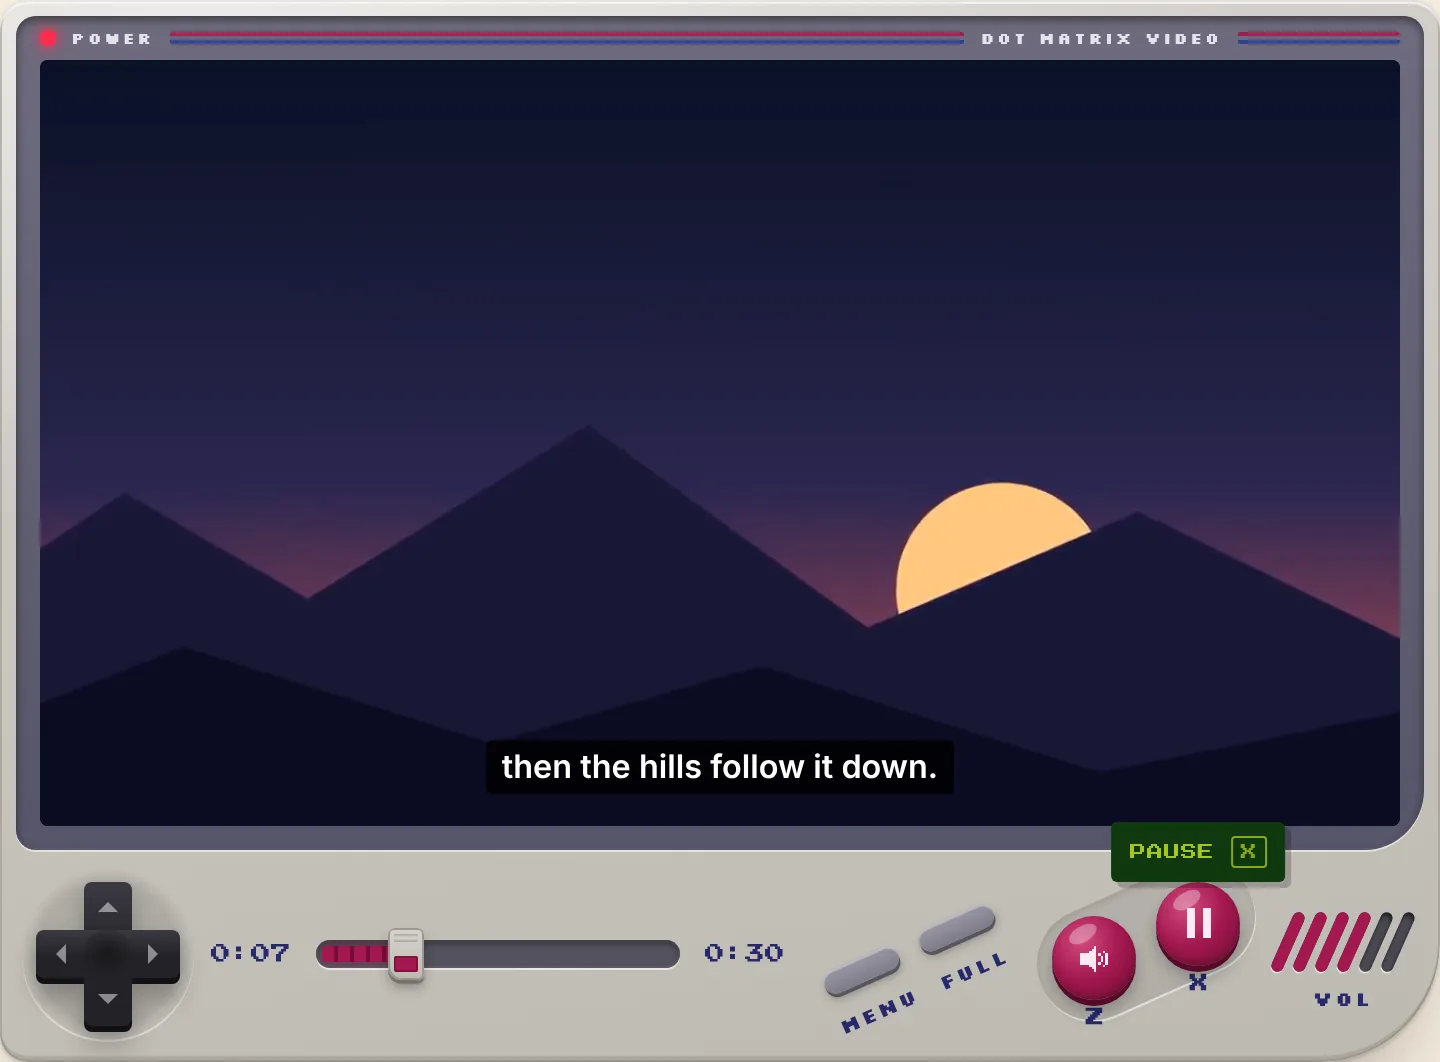 POWER
DOT MATRIX VIDEO
then the hills follow it down.
PAUSE X
0:07
0:30
MENU
FULL
Z
X
VOL